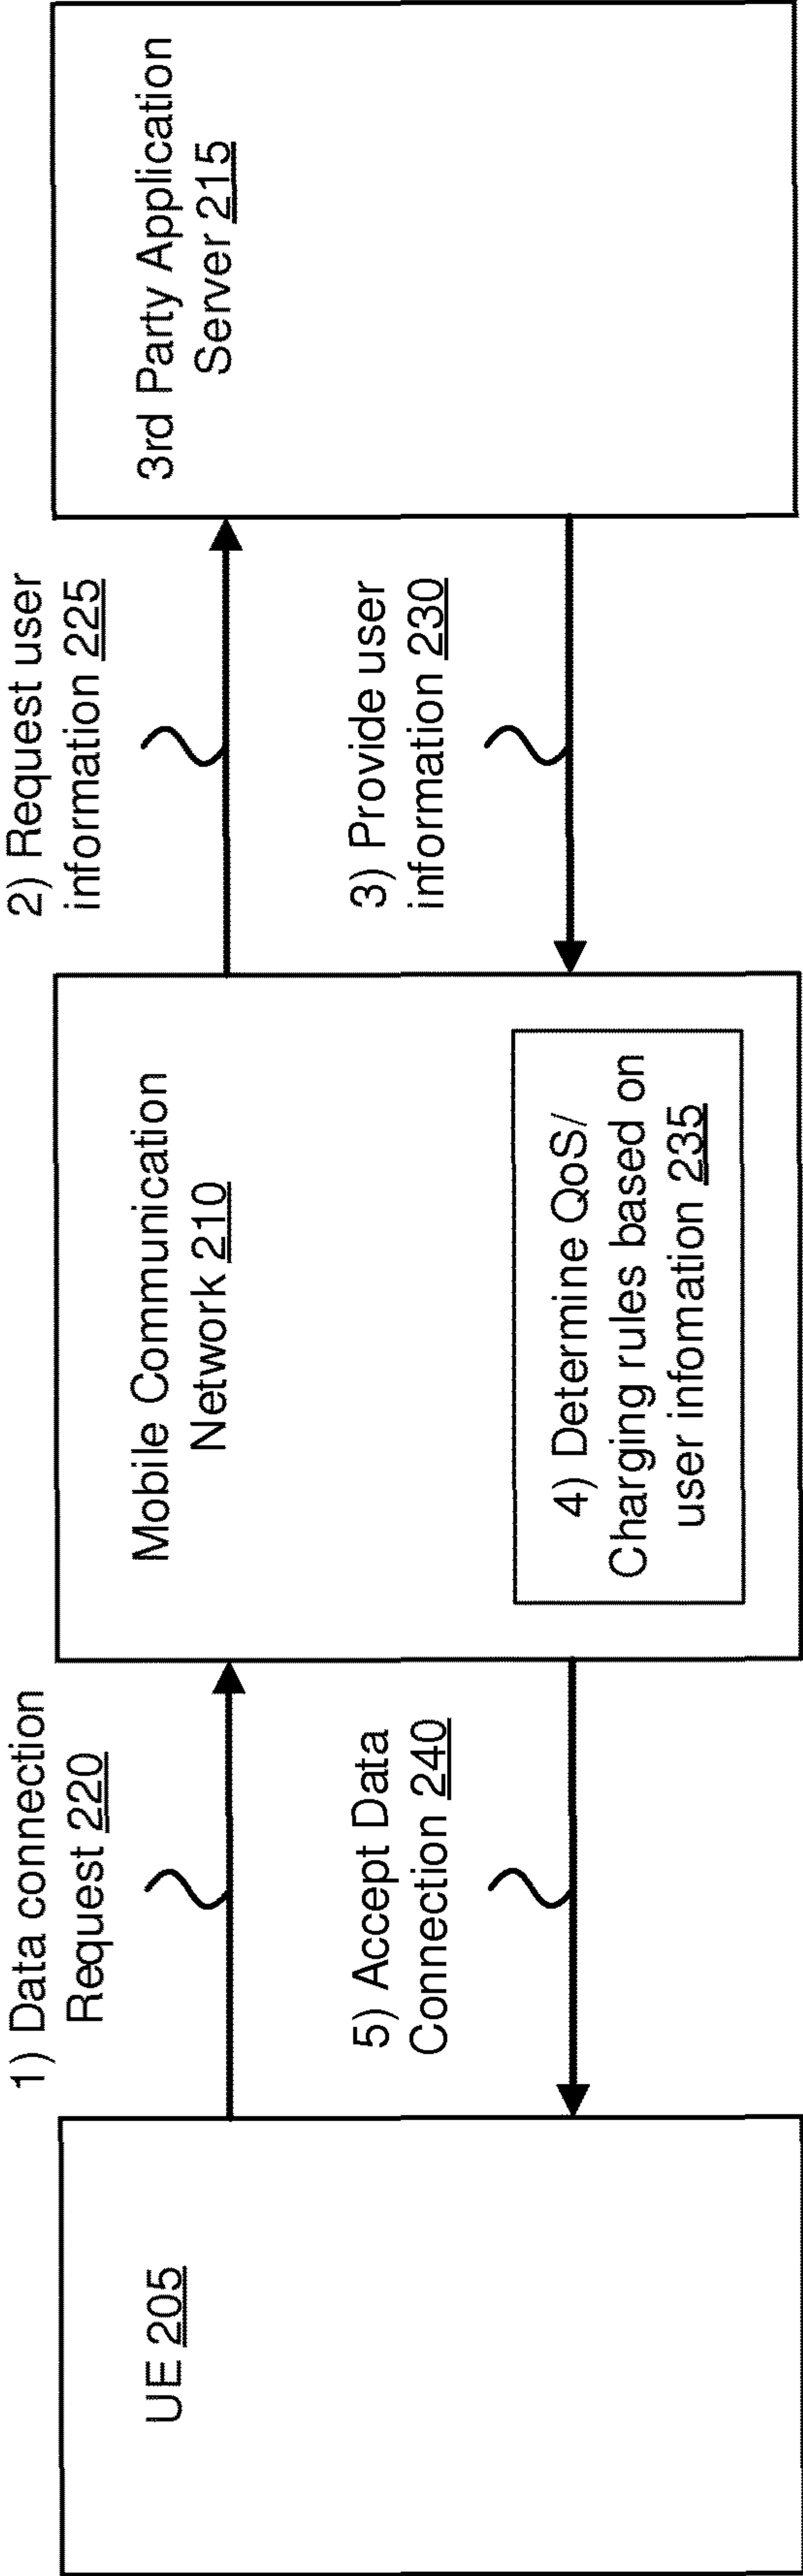 UE 205
1) Data connection
Request 220
5) Accept Data
Connection 240
Mobile Communication
Network 210
4) Determine QoS/
Charging rules based on
user infomation 235
2) Request user
information 225
3) Provide user
information 230
3rd Party Application
Server 215